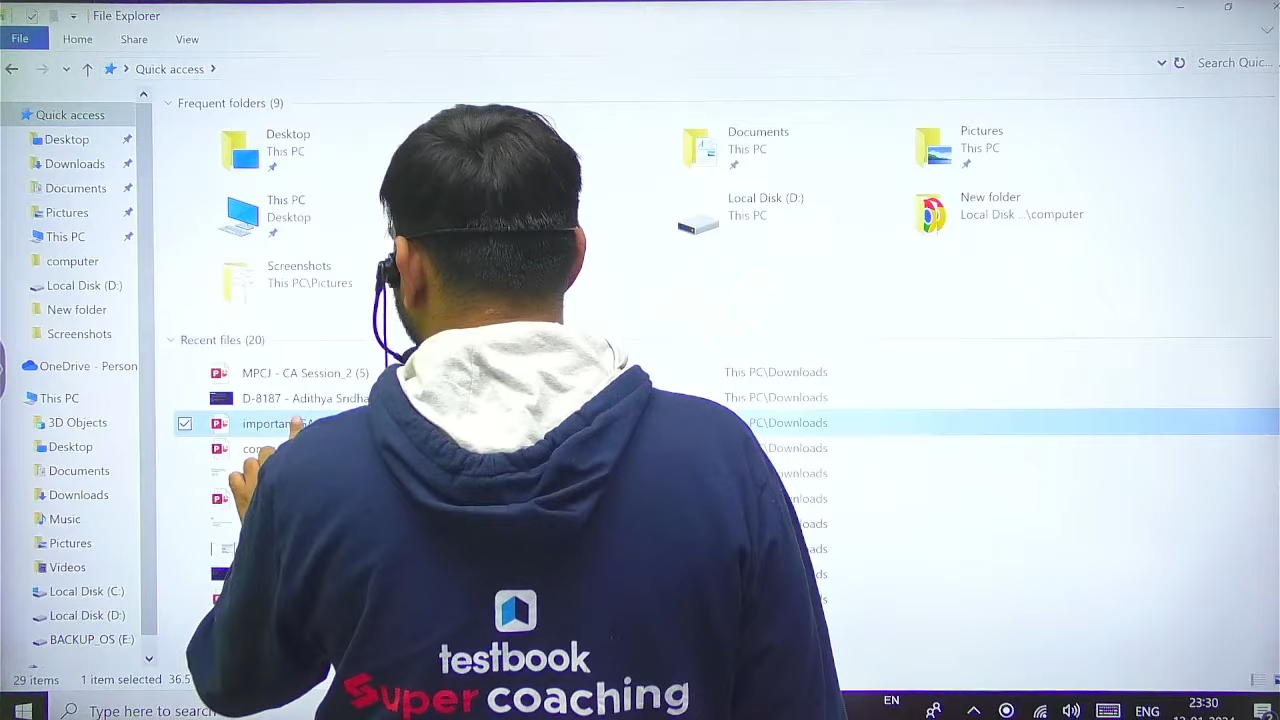 File Explorer
File
Home
Share
View
Quick access
Search Quic...
Quick access
Desktop
Downloads
Documents
Pictures
This PC
computer
Local Disk (D:)
New folder
Screenshots
OneDrive - Person
This PC
3D Objects
Desktop
Documents
Downloads
Music
Pictures
Videos
Local Disk (C:)
Local Disk (D:)
BACKUP_OS (E:)
Frequent folders (9)
Desktop
This PC
Documents
This PC
Pictures
This PC
This PC
Desktop
Local Disk (D:)
This PC
New folder
Local Disk ...\computer
Screenshots
This PC\Pictures
Recent files (20)
MPCJ - CA Session_2 (5)
This PC\Downloads
D-8187 - Adithya Sridha
This PC\Downloads
importan
PC\Downloads
Downloads
testbook
Super coaching
29 items
1 item selected 36.5
Type here to search
EN
ENG
23:30